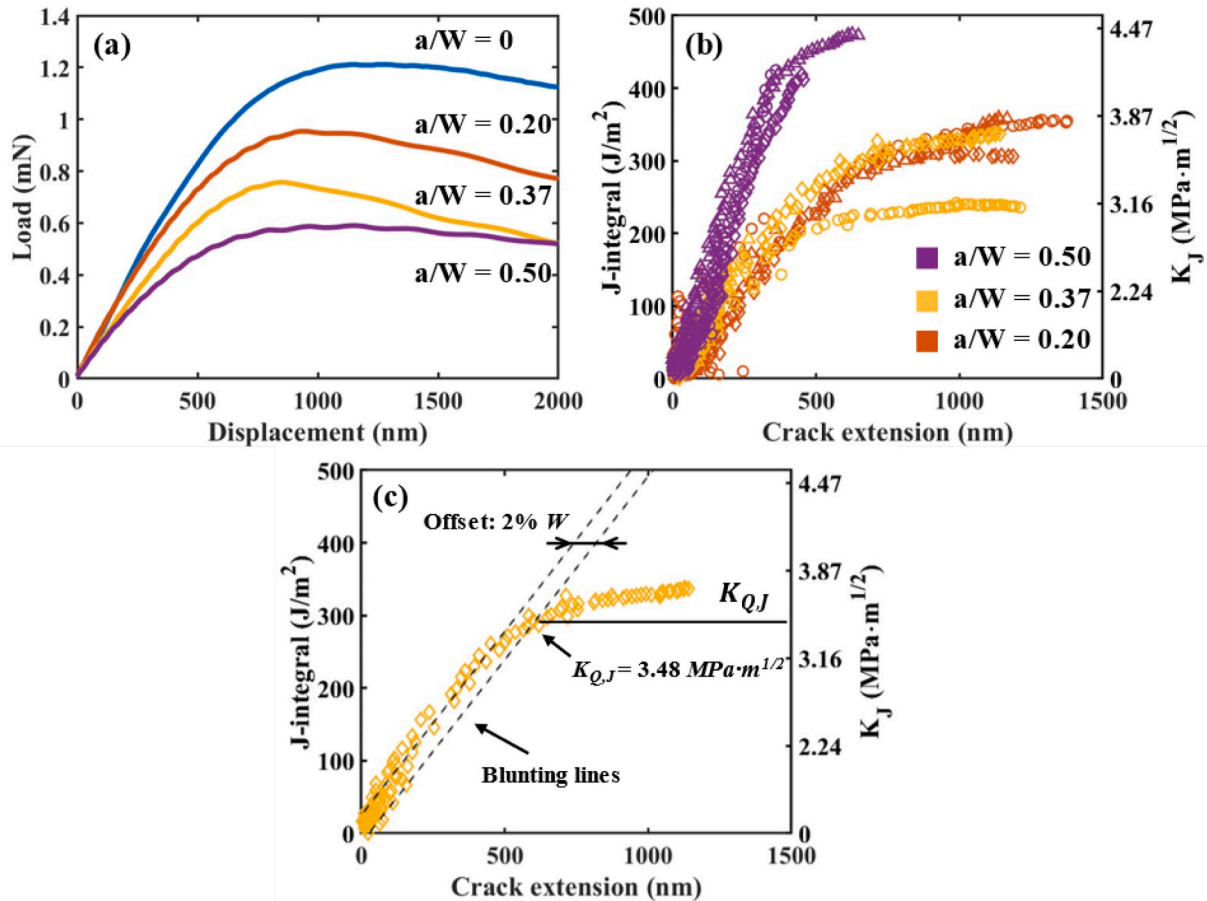 (a)
a/W = 0
a/W = 0.20
a/W = 0.37
a/W = 0.50
Load (mN)
1.4
1.2
1
0.8
0.6
0.4
0.2
0
0 500 1000 1500 2000
Displacement (nm)
(b)
J-integral (J/m²)
500
400
300
200
100
0
4.47
3.87
3.16
2.24
0
K_J (MPa·m^1/2)
a/W = 0.50
a/W = 0.37
a/W = 0.20
0 500 1000 1500
Crack extension (nm)
(c)
J-integral (J/m²)
500
400
300
200
100
0
Offset: 2% W
K_Q,J
K_Q,J = 3.48 MPa·m^1/2
Blunting lines
4.47
3.87
3.16
2.24
0
K_J (MPa·m^1/2)
0 500 1000 1500
Crack extension (nm)